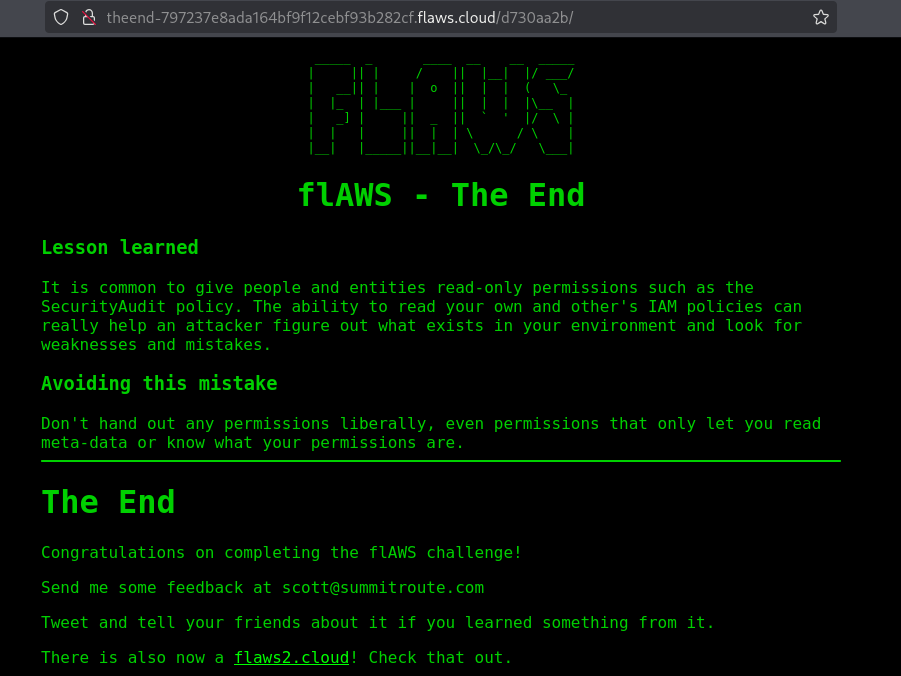 theend-797237e8ada164bf9f12cebf93b282cf.flaws.cloud/d730aa2b/
FLAWS
flAWS - The End
Lesson learned
It is common to give people and entities read-only permissions such as the
SecurityAudit policy. The ability to read your own and other's IAM policies can
really help an attacker figure out what exists in your environment and look for
weaknesses and mistakes.
Avoiding this mistake
Don't hand out any permissions liberally, even permissions that only let you read
meta-data or know what your permissions are.
The End
Congratulations on completing the flAWS challenge!
Send me some feedback at scott@summitroute.com
Tweet and tell your friends about it if you learned something from it.
There is also now a flaws2.cloud! Check that out.